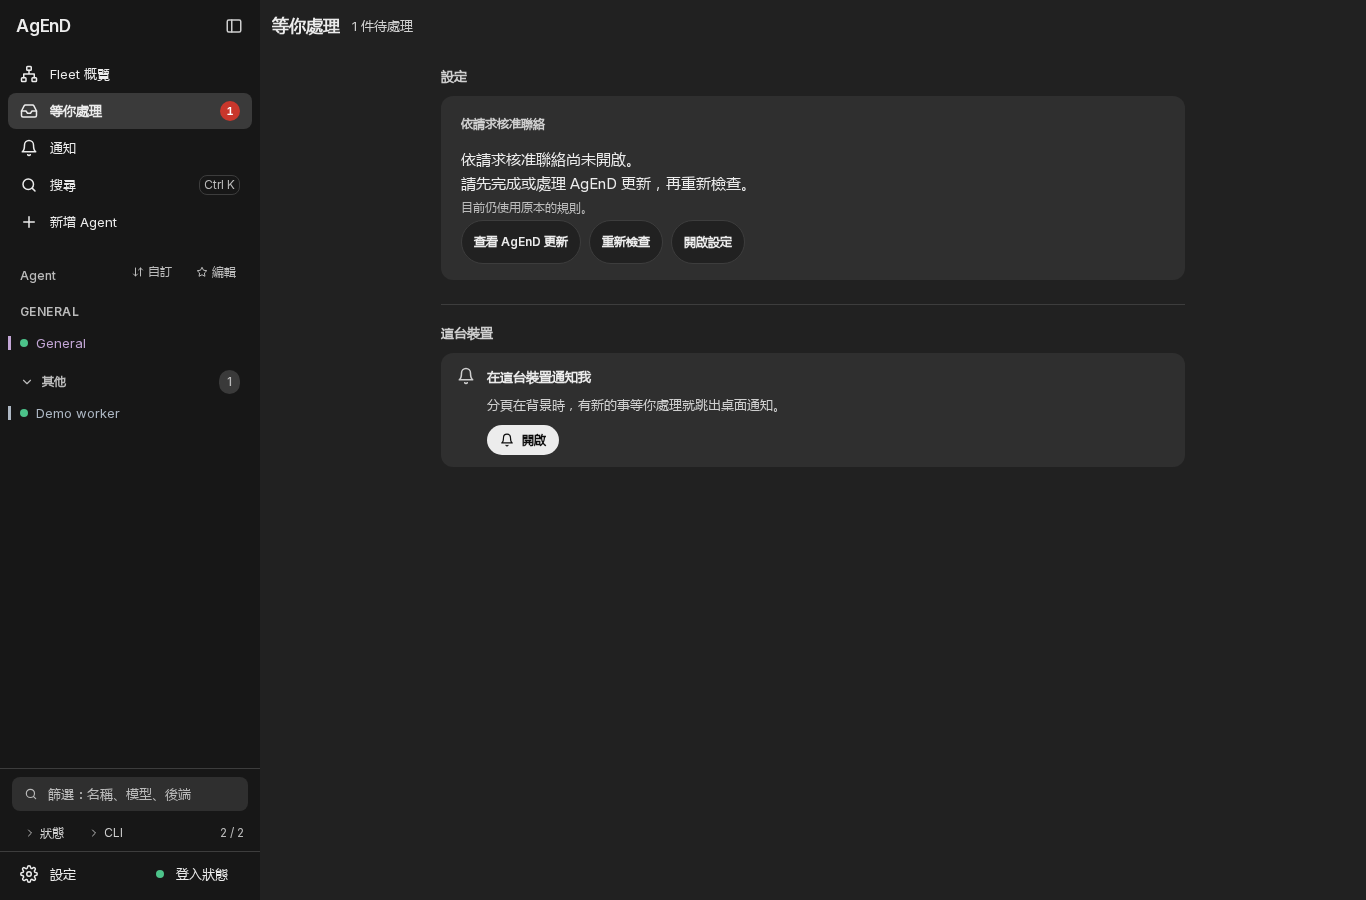 AgEnD
Fleet 概覽
等你處理 1
通知
搜尋 Ctrl K
新增 Agent
Agent 自訂 編輯
GENERAL
General
其他 1
Demo worker
篩選：名稱、模型、後端
狀態 CLI 2 / 2
設定 登入狀態
等你處理 1 件待處理
設定
依請求核准聯絡
依請求核准聯絡尚未開啟。
請先完成或處理 AgEnD 更新，再重新檢查。
目前仍使用原本的規則。
查看 AgEnD 更新 重新檢查 開啟設定
這台裝置
在這台裝置通知我
分頁在背景時，有新的事等你處理就跳出桌面通知。
開啟